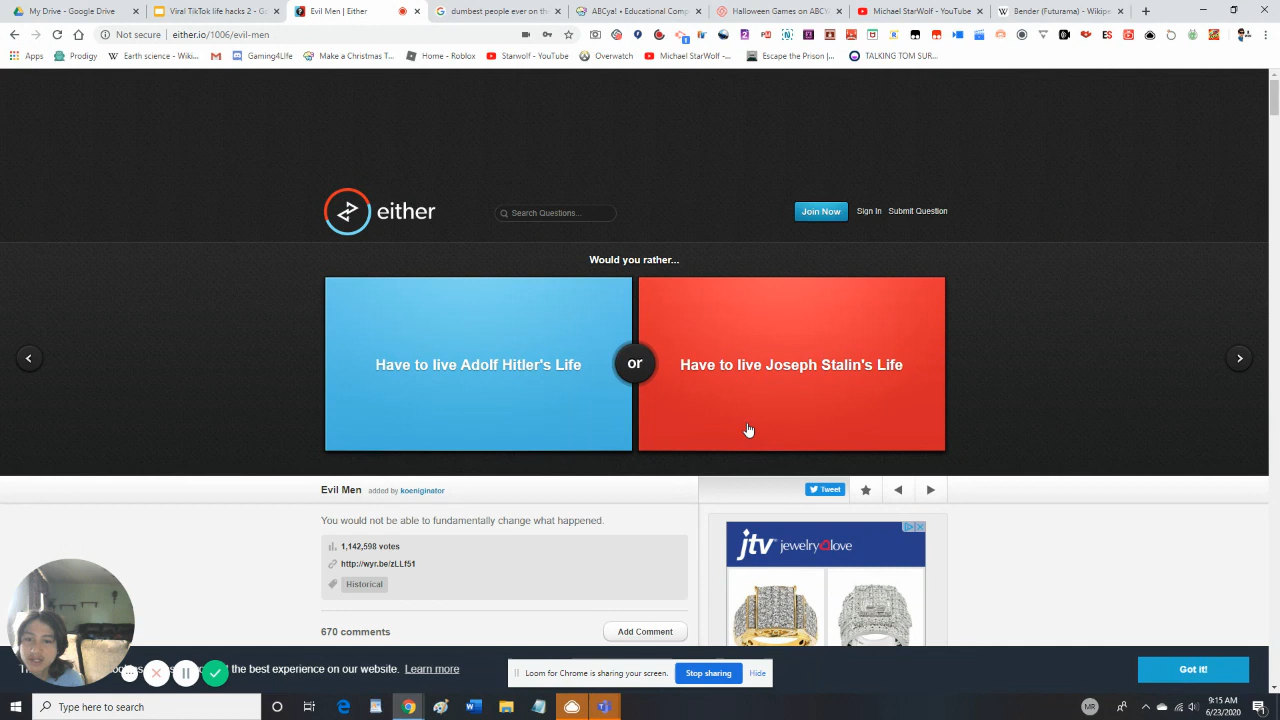 My Drive - Google Drive
Viral TikTok life hacks 2 - G
Evil Men | Either
dumbest people ever on th
ABCya! • Educational Comp
Halloween Games on ABCY
Michael StarWolf - YouTube
Bender (Futurama) - Wikipe
Not secure | either.io/1006/evil-men
Apps
Prodigy
Earth science - Wiki...
Gaming4Life
Make a Christmas T...
Home - Roblox
Starwolf - YouTube
Overwatch
Michael StarWolf -...
Escape the Prison |...
TALKING TOM SUR...
either
Search Questions...
Join Now
Sign In
Submit Question
Would you rather...
Have to live Adolf Hitler's Life
or
Have to live Joseph Stalin's Life
Evil Men added by koeniginator
Tweet
You would not be able to fundamentally change what happened.
1,142,598 votes
http://wyr.be/zLLf51
Historical
670 comments
Add Comment
jtv jewelry love
the best experience on our website. Learn more
Got it!
Loom for Chrome is sharing your screen.
Stop sharing
Hide
Type here to search
MR
9:15 AM
6/23/2020